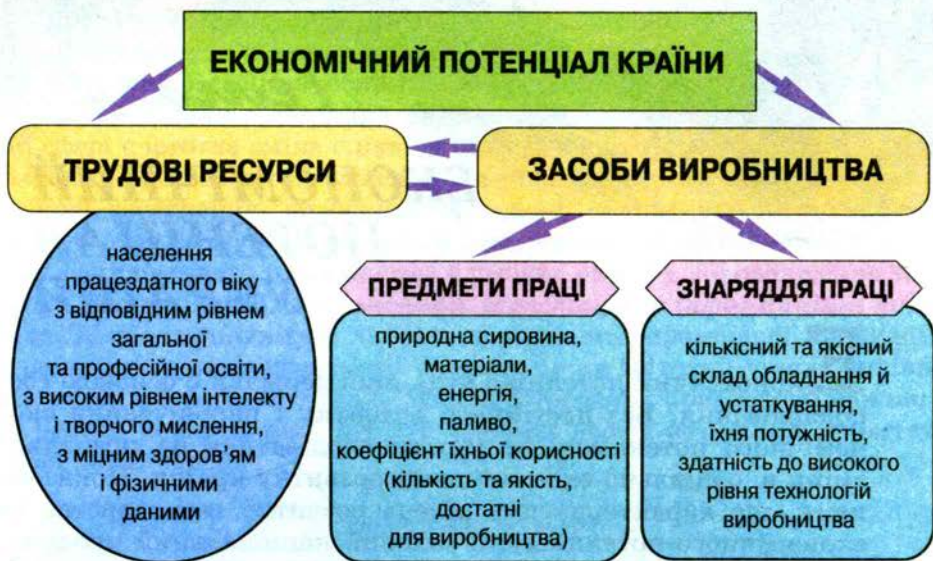 ЕКОНОМІЧНИЙ ПОТЕНЦІАЛ КРАЇНИ
ТРУДОВІ РЕСУРСИ
ЗАСОБИ ВИРОБНИЦТВА
населення
працездатного віку
з відповідним рівнем
загальної
та професійної освіти,
з високим рівнем інтелекту
і творчого мислення,
з міцним здоров’ям
і фізичними
даними
ПРЕДМЕТИ ПРАЦІ
природна сировина,
матеріали,
енергія,
паливо,
коефіцієнт їхньої корисності
(кількість та якість,
достатні
для виробництва)
ЗНАРЯДДЯ ПРАЦІ
кількісний та якісний
склад обладнання й
устаткування,
їхня потужність,
здатність до високого
рівня технологій
виробництва